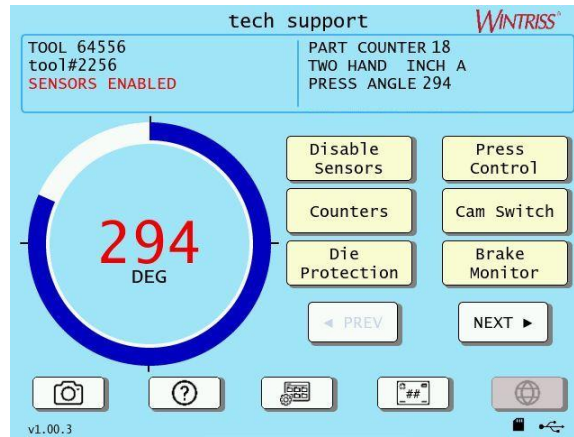 tech support
WINTRISS®
TOOL 64556
tool#2256
SENSORS ENABLED
PART COUNTER 18
TWO HAND INCH A
PRESS ANGLE 294
294
DEG
Disable
Sensors
Press
Control
Counters
Cam Switch
Die
Protection
Brake
Monitor
◄ PREV
NEXT ►
?
##
v1.00.3